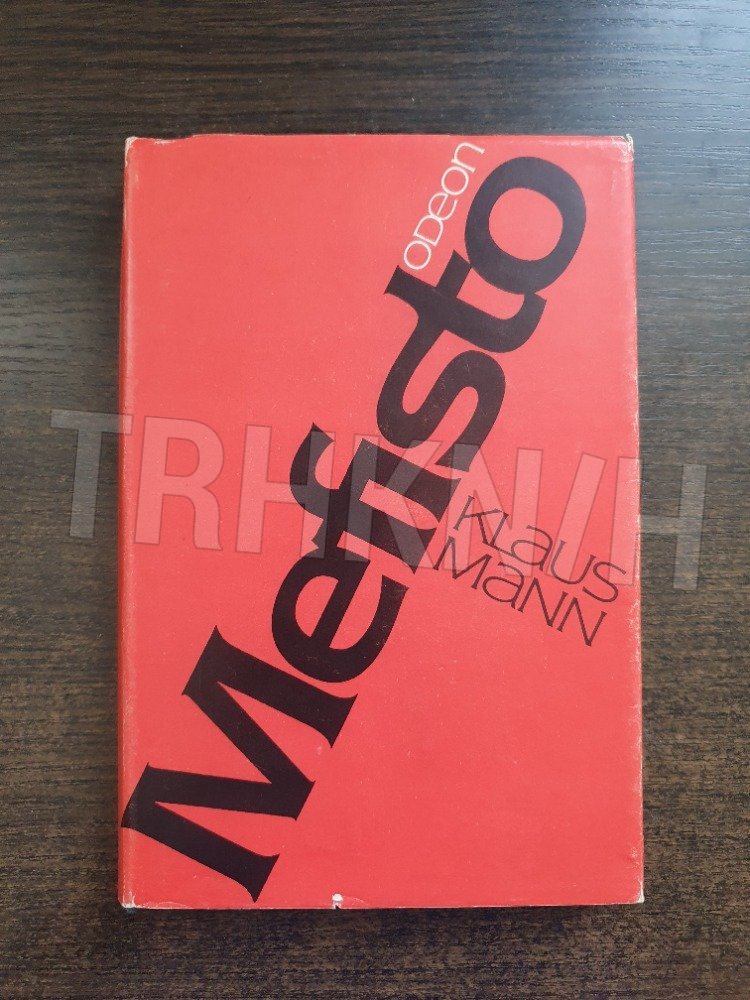 ODEON
Mefisto
KLaUS
MaNN
TRHKNIH